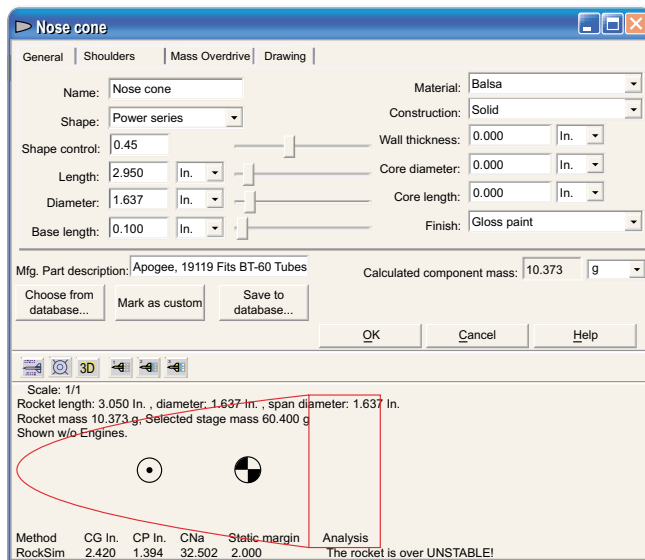 Nose cone
General Shoulders Mass Overdrive Drawing
Name: Nose cone
Shape: Power series
Shape control: 0.45
Length: 2.950 In.
Diameter: 1.637 In.
Base length: 0.100 In.
Material: Balsa
Construction: Solid
Wall thickness: 0.000 In.
Core diameter: 0.000 In.
Core length: 0.000 In.
Finish: Gloss paint
Mfg. Part description: Apogee, 19119 Fits BT-60 Tubes
Calculated component mass: 10.373 g
Choose from
database...
Mark as custom
Save to
database...
OK Cancel Help
3D
Scale: 1/1
Rocket length: 3.050 In. , diameter: 1.637 In. , span diameter: 1.637 In.
Rocket mass 10.373 g, Selected stage mass 60.400 g
Shown w/o Engines.
Method CG In. CP In. CNa Static margin Analysis
RockSim 2.420 1.394 32.502 2.000 The rocket is over UNSTABLE!